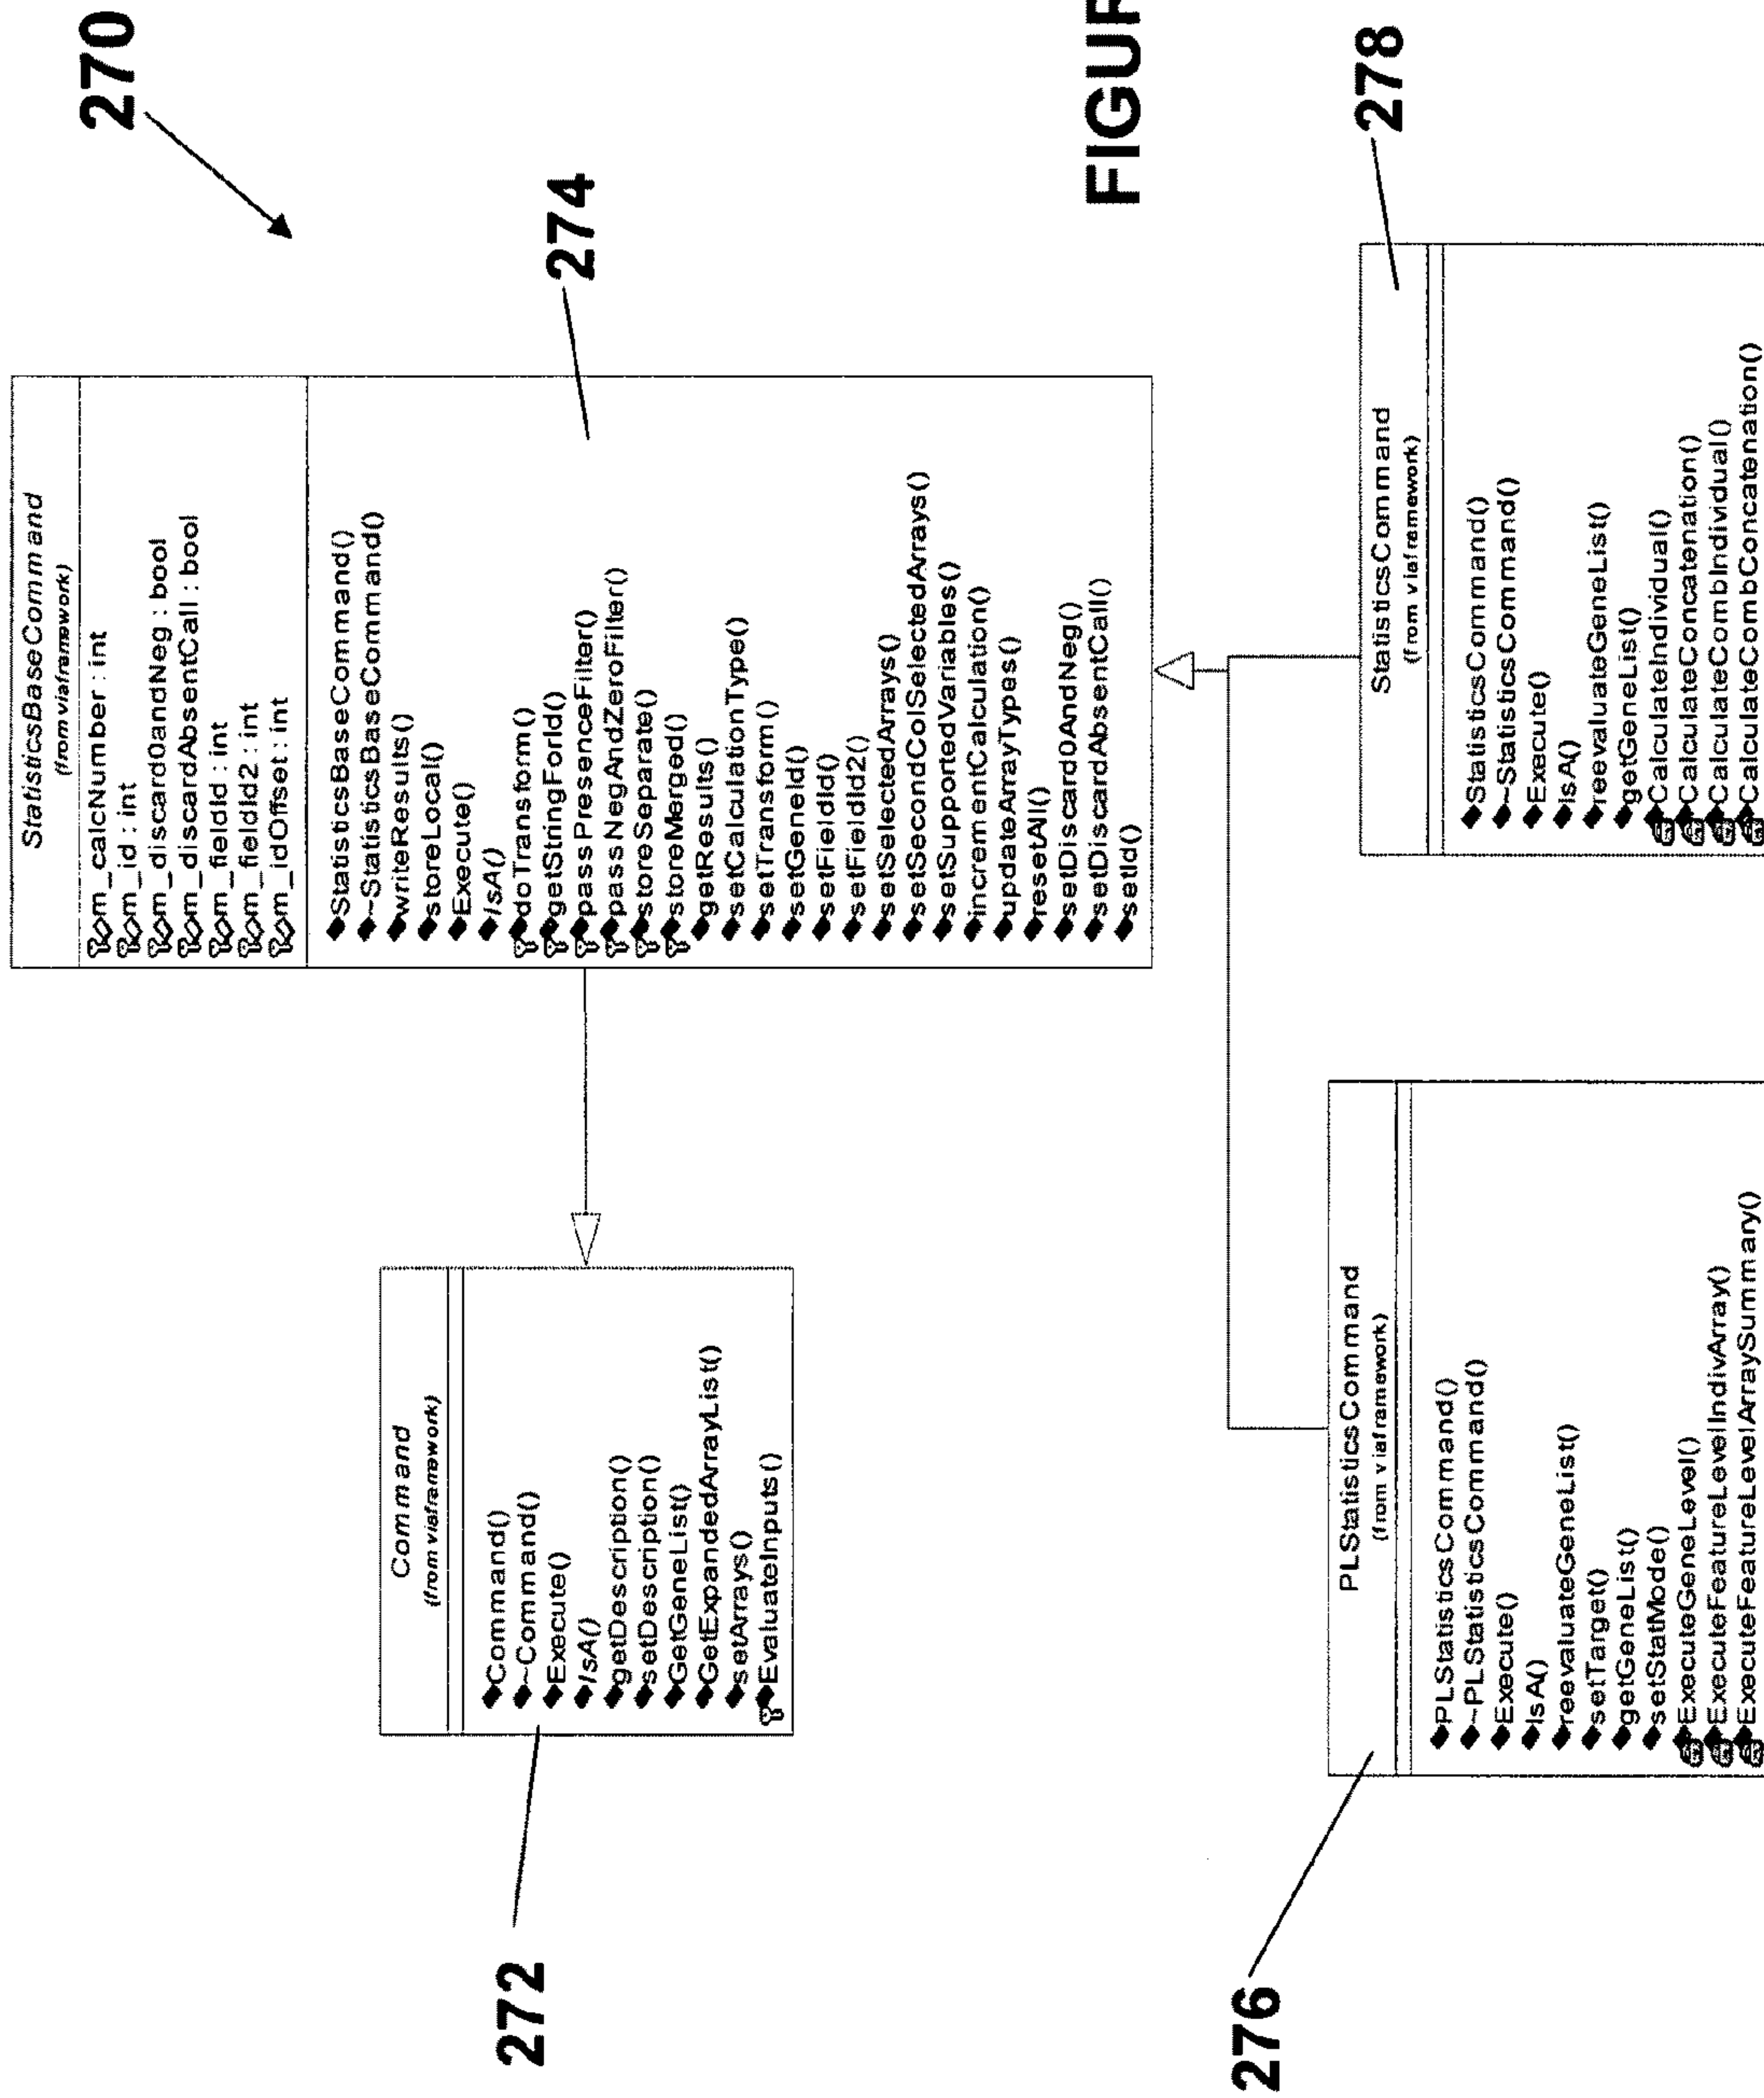 270
StatisticsBaseCommand
(from viaframework)
m_calcNumber : int
m_id : int
m_discard0andNeg : bool
m_discardAbsentCall : bool
m_fieldId : int
m_fieldId2 : int
m_idOffset : int
StatisticsBaseCommand()
~StatisticsBaseCommand()
writeResults()
storeLocal()
Execute()
IsA()
doTransform()
getStringForId()
passPresenceFilter()
passNegAndZeroFilter()
storeSeparate()
storeMerged()
getResults()
setCalculationType()
setTransform()
setGeneId()
setFieldId()
setFieldId2()
setSelectedArrays()
setSecondColSelectedArrays()
setSupportedVariables()
incrementCalculation()
updateArrayTypes()
resetAll()
setDiscard0AndNeg()
setDiscardAbsentCall()
setId()
274
Command
(from viaframework)
Command()
~Command()
Execute()
IsA()
getDescription()
setDescription()
GetGeneList()
GetExpandedArrayList()
setArrays()
EvaluateInputs()
272
PLStatisticsCommand
(from viaframework)
PLStatisticsCommand()
~PLStatisticsCommand()
Execute()
IsA()
reevaluateGeneList()
setTarget()
getGeneList()
setStatMode()
ExecuteGeneLevel()
ExecuteFeatureLevelIndivArray()
ExecuteFeatureLevelArraySummary()
276
StatisticsCommand
(from viaframework)
StatisticsCommand()
~StatisticsCommand()
Execute()
IsA()
reevaluateGeneList()
getGeneList()
CalculateIndividual()
CalculateConcatenation()
CalculateCombIndividual()
CalculateCombConcatenation()
278